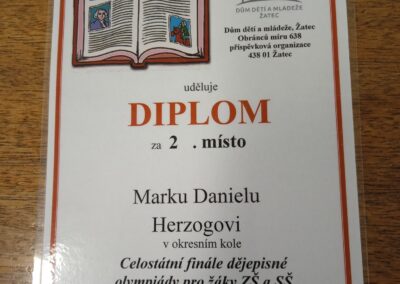 DŮM DĚTÍ A MLÁDEŽE
ŽATEC
Dům dětí a mládeže, Žatec
Obránců míru 638
příspěvková organizace
438 01 Žatec
uděluje
DIPLOM
za 2 . místo
Marku Danielu
Herzogovi
v okresním kole
Celostátní finále dějepisné
olympiády pro žáky ZŠ a SŠ